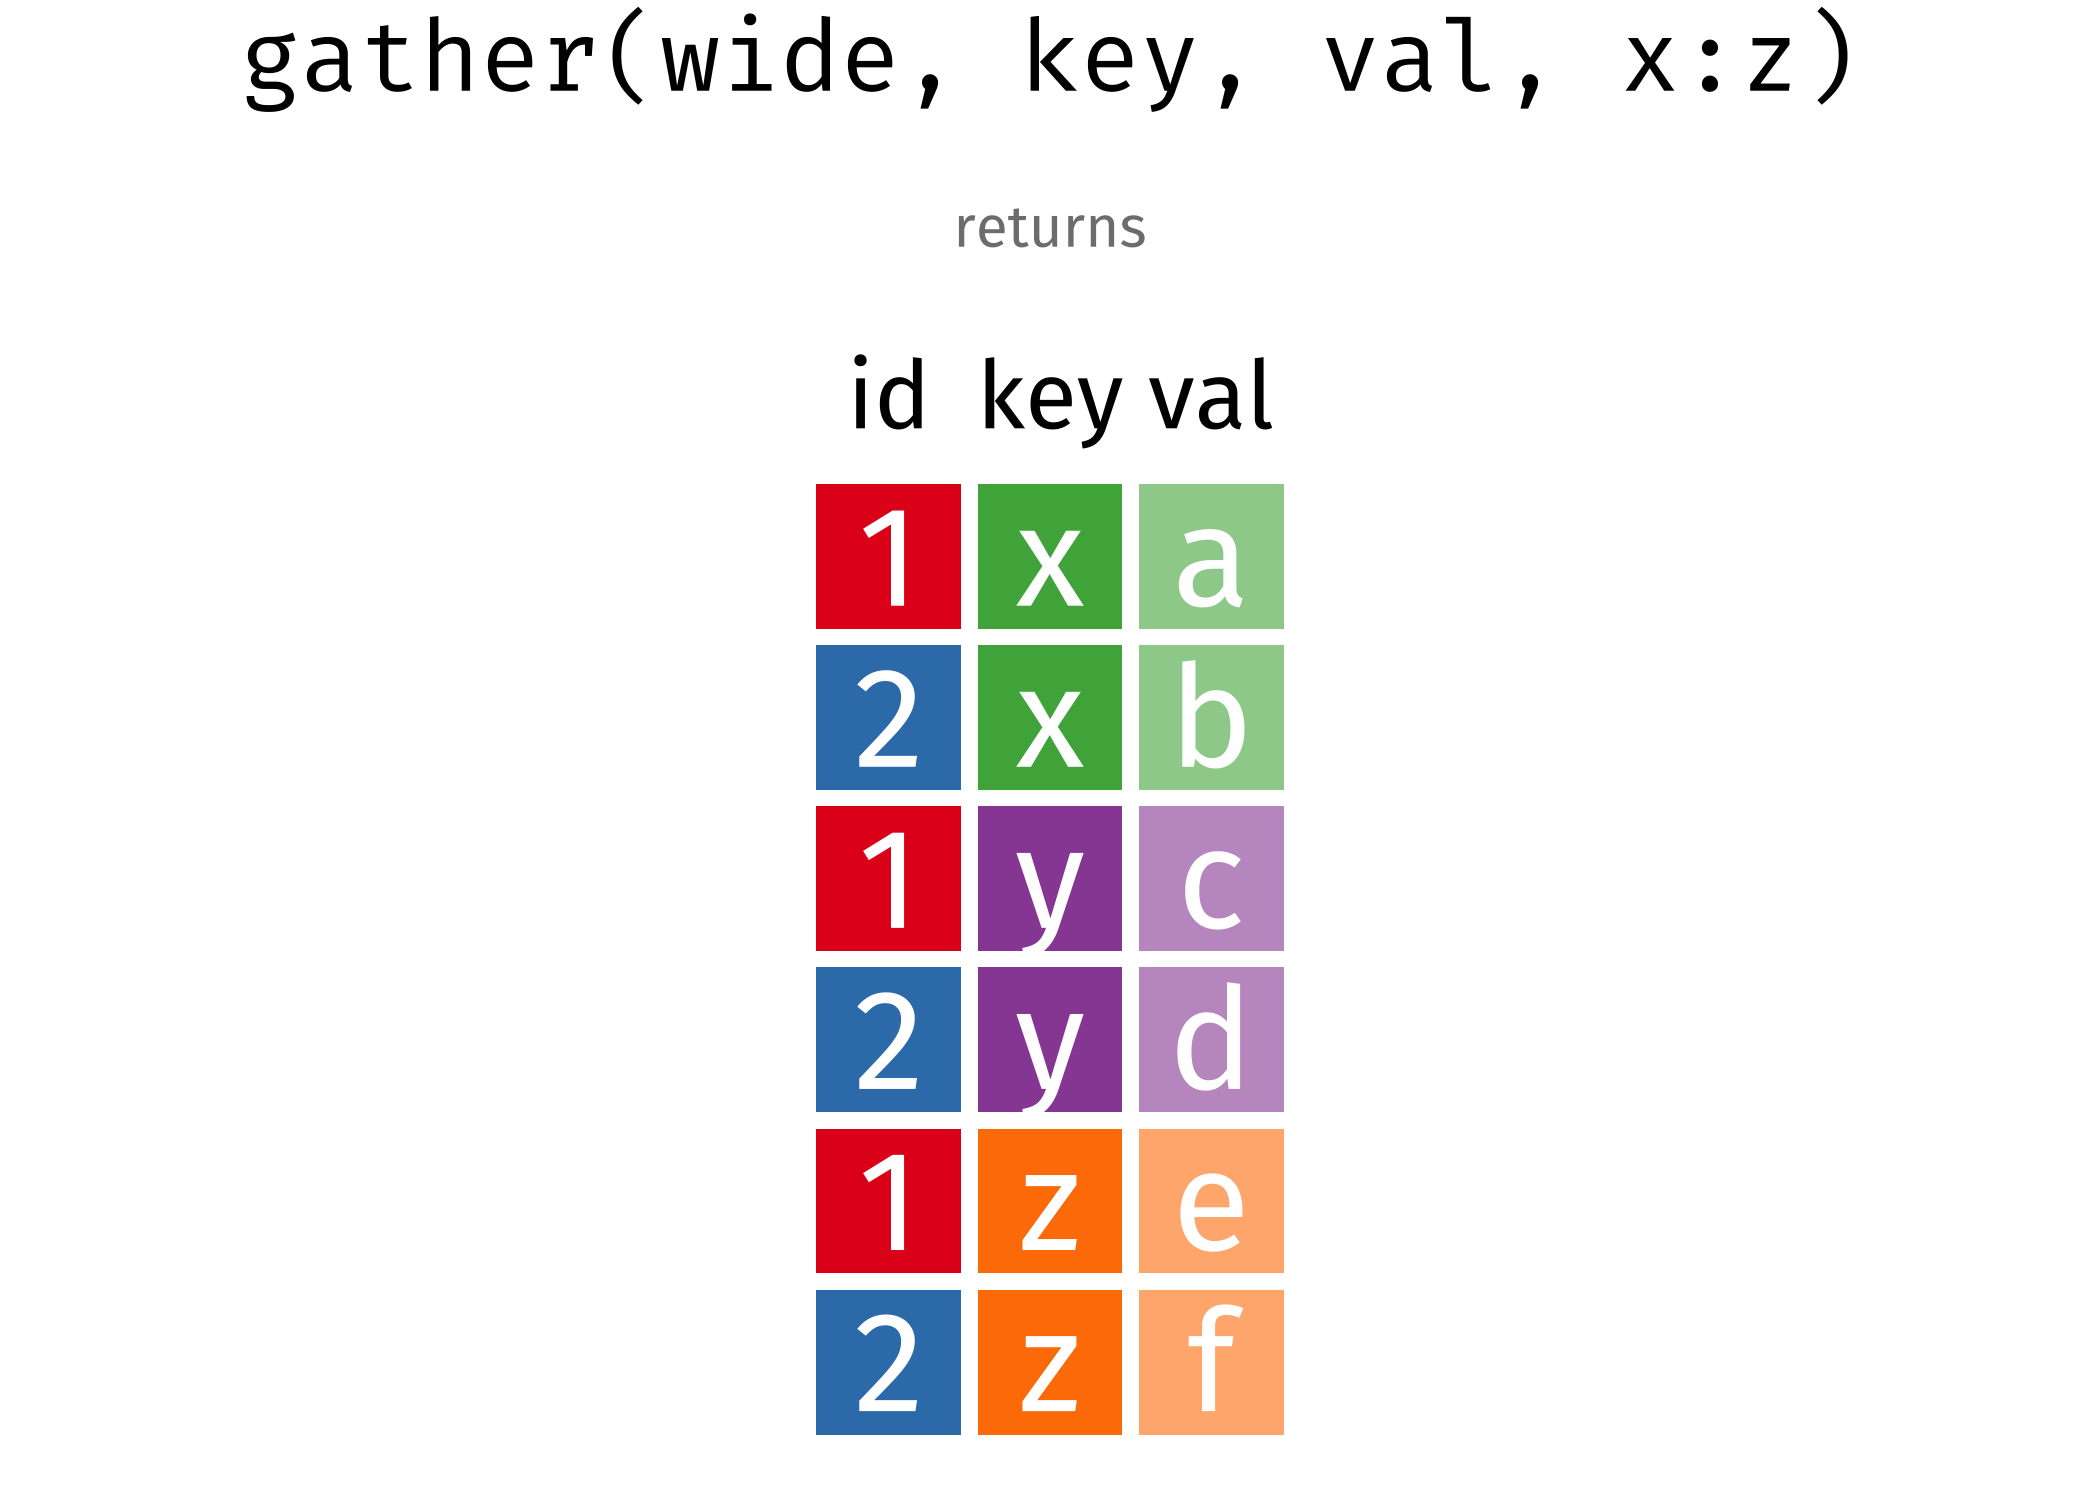 gather(wide, key, val, x:z)
returns
id key val
1 x a
2 x b
1 y c
2 y d
1 z e
2 z f